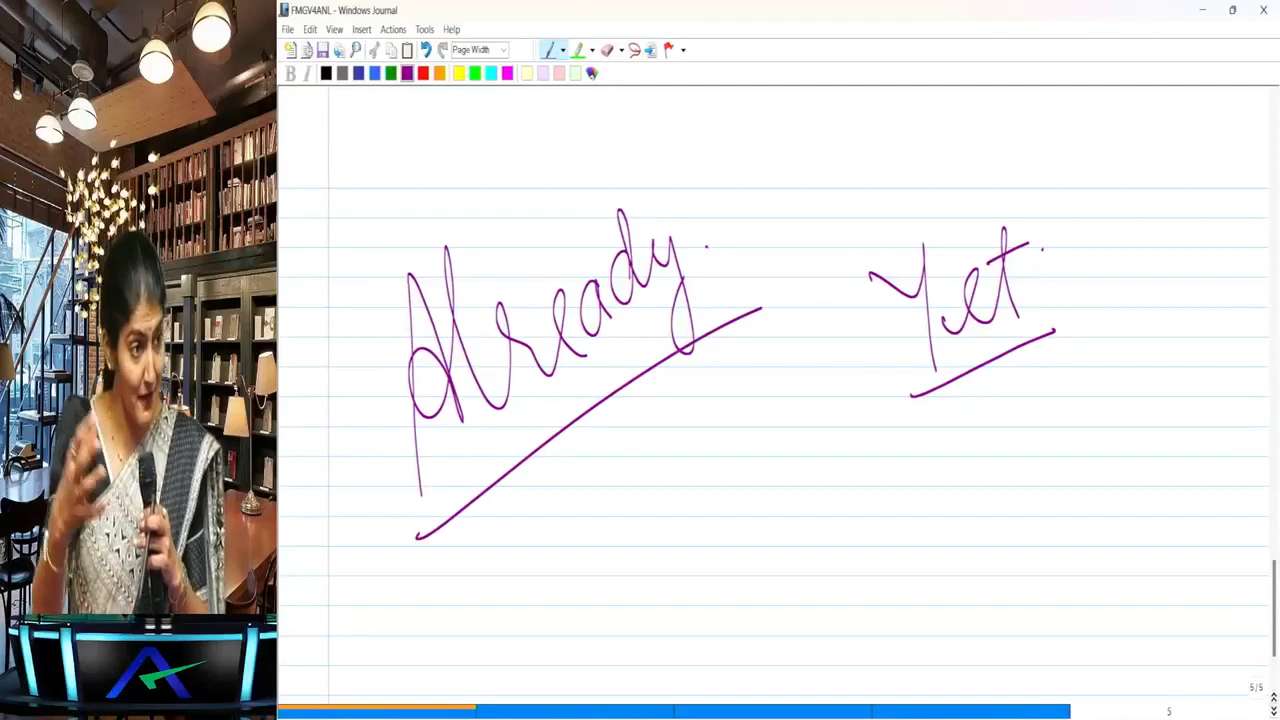 FMGV4ANL - Windows Journal
File Edit View Insert Actions Tools Help
Page Width
B I
Already. Yet.
5/5
5